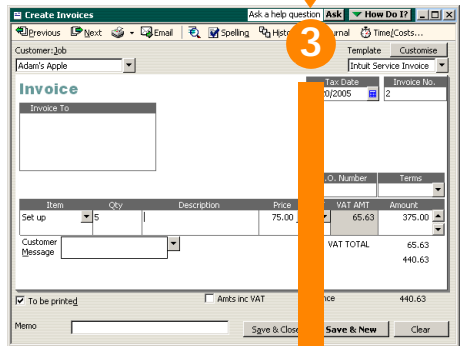 Create Invoices Ask a help question Ask How Do I?
Previous Next Email Spelling Histo urnal Time/Costs...
3
Customer:Job Template Customise
Adam's Apple Intuit Service Invoice
Invoice Tax Date Invoice No.
20/2005 2
Invoice To
.O. Number Terms
Item Qty Description Price VAT AMT Amount
Set up 5 75.00 65.63 375.00
Customer Message VAT TOTAL 65.63
440.63
To be printed Amts inc VAT nce 440.63
Memo Save & Close Save & New Clear